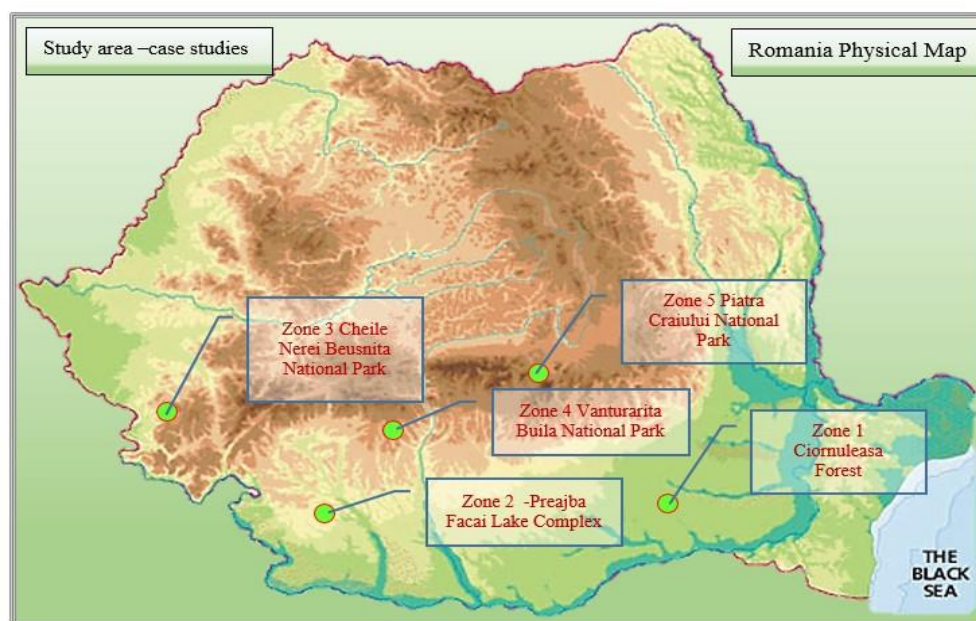 Study area –case studies
Romania Physical Map
Zone 5 Piatra
Craiului National
Park
Zone 3 Cheile
Nerei Beusnita
National Park
Zone 4 Vanturarita
Buila National Park
Zone 1
Ciornuleasa
Forest
Zone 2  -Preajba
Facai Lake Complex
THE
BLACK
SEA